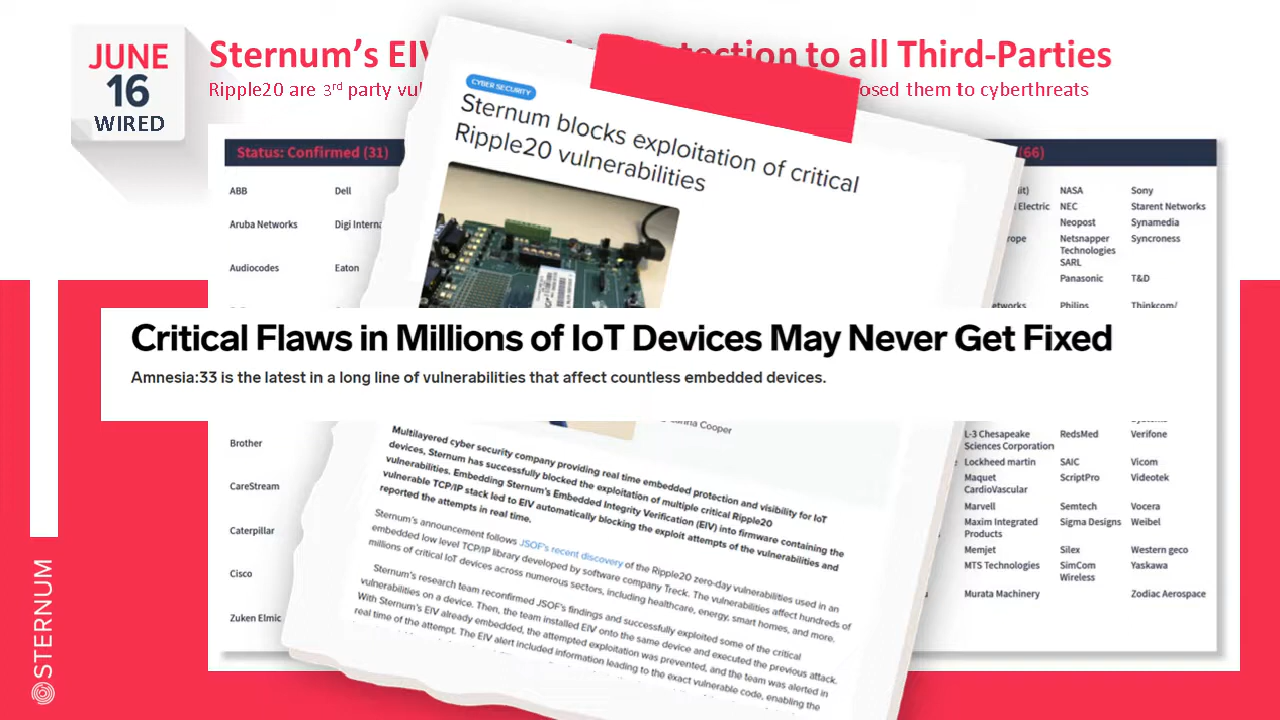 JUNE
16
WIRED
Sternum's EIV to all Third-Parties
Ripple20 are 3rd party them to cyberthreats
CYBER SECURITY
Sternum blocks exploitation of critical
Ripple20 vulnerabilities
Status: Confirmed (31)
(66)
ABB Dell
NASA Sony
Electric NEC Starent Networks
Aruba Networks Digi
Neopost Synamedia
Netsnapper Technologies SARL Syncroness
Audiocodes Eaton
Panasonic T&D
Philips Thinkcom/
Critical Flaws in Millions of IoT Devices May Never Get Fixed
Amnesia:33 is the latest in a long line of vulnerabilities that affect countless embedded devices.
Cooper
Multilayered cyber security company providing real time embedded protection and visibility for IoT
devices, Sternum has successfully blocked the exploitation of multiple critical Ripple20
vulnerabilities. Embedding Sternum's Embedded Integrity Verification (EIV) into firmware containing the
vulnerable TCP/IP stack led to EIV automatically blocking the exploit attempts of the vulnerabilities and
reported the attempts in real time.
Sternum's announcement follows JSOF's recent discovery of the Ripple20 zero-day vulnerabilities used in an
embedded low level TCP/IP library developed by software company Treck. The vulnerabilities affect hundreds of
millions of critical IoT devices across numerous sectors, including healthcare, energy, smart homes, and more.
Sternum's research team reconfirmed JSOF's findings and successfully exploited some of the critical
vulnerabilities on a device. Then, the team installed EIV onto the same device and executed the previous attack.
With Sternum's EIV already embedded, the attempted exploitation was prevented, and the team was alerted in
real time of the attempt. The EIV alert included information leading to the exact vulnerable code, enabling the
Brother
CareStream
Caterpillar
Cisco
Zuken Elmic
L-3 Chesapeake Sciences Corporation RedsMed Verifone
Lockheed martin SAIC Vicom
Maquet CardioVascular ScriptPro Videotek
Marvell Semtech Vocera
Maxim Integrated Products Sigma Designs Weibel
Memjet Silex Western geco
MTS Technologies SimCom Wireless Yaskawa
Murata Machinery Zodiac Aerospace
STERNUM